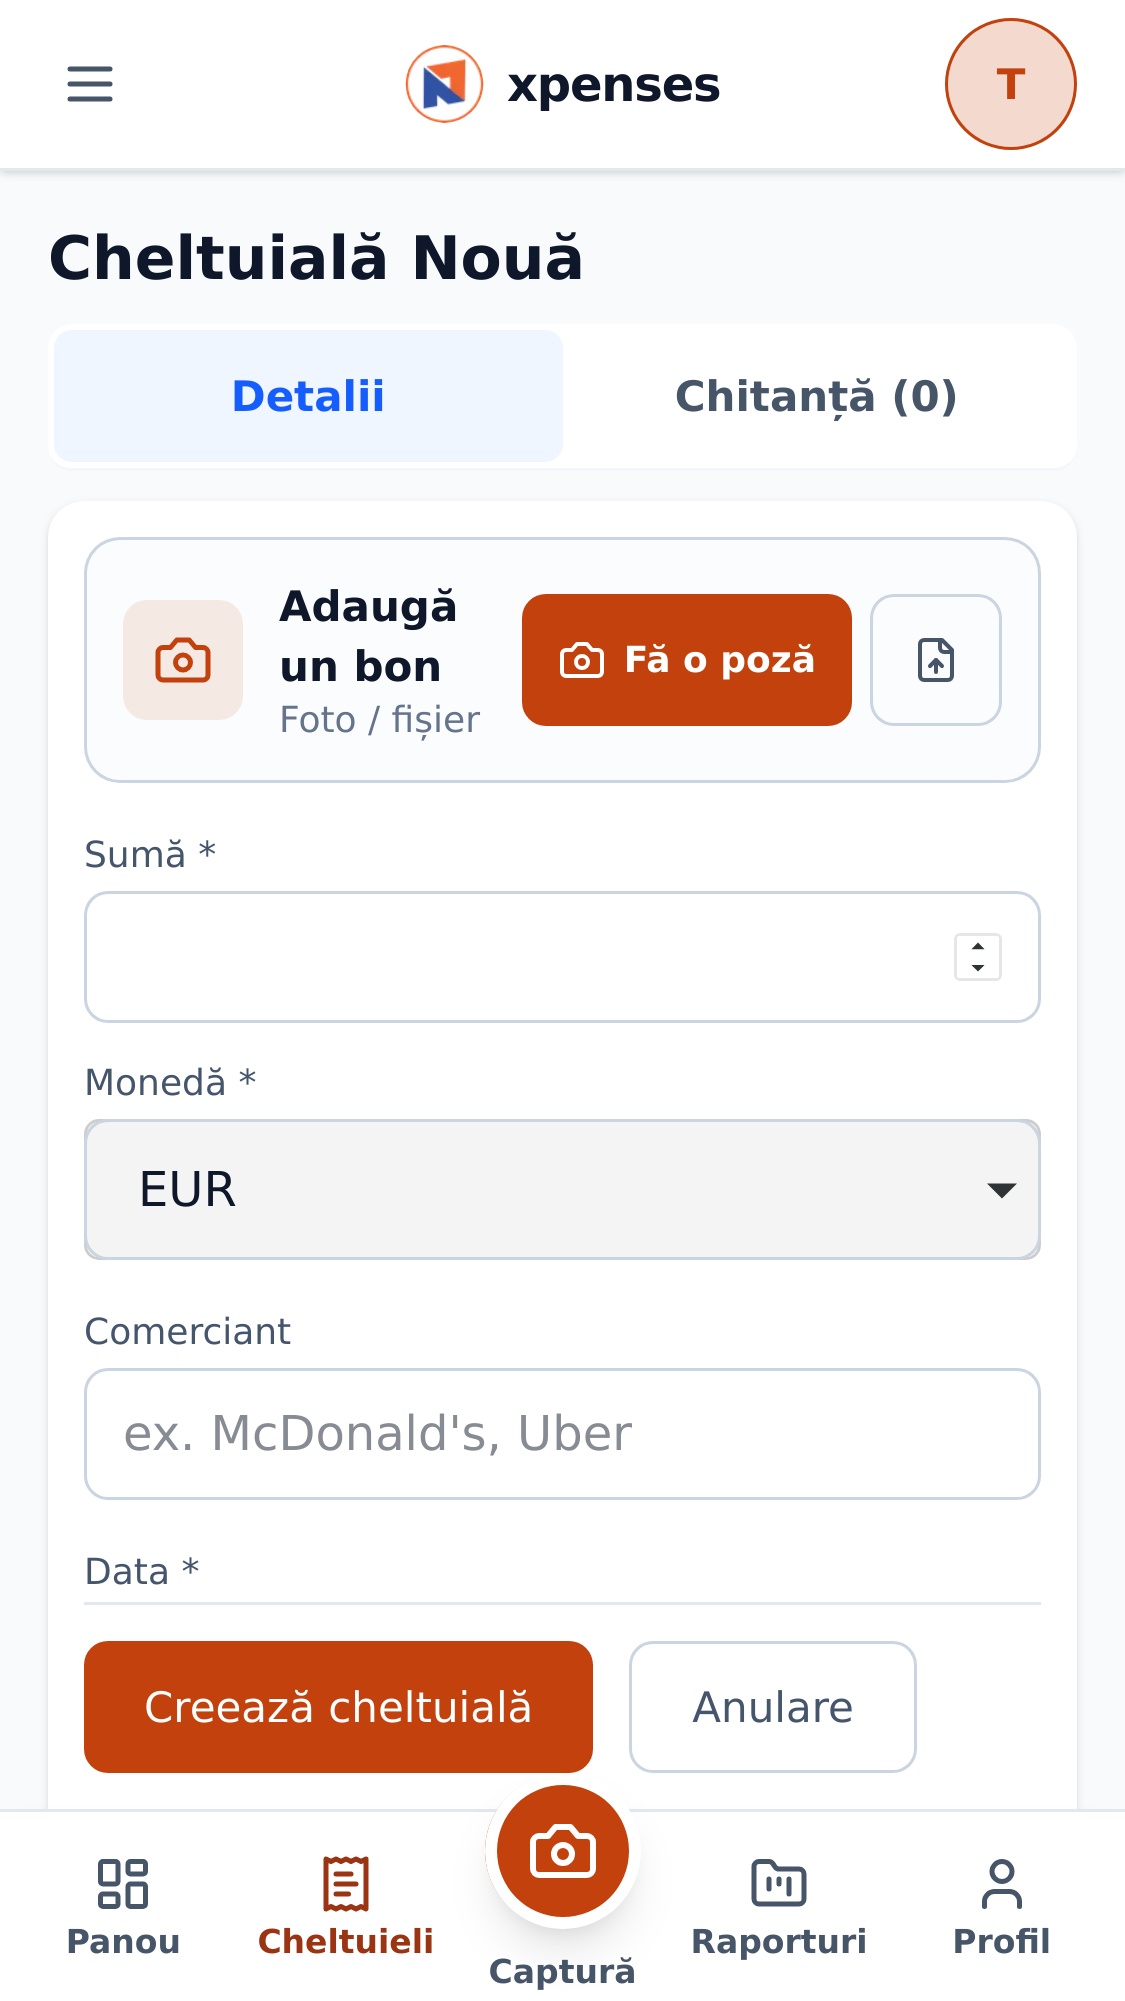 xpenses
T
Cheltuială Nouă
Detalii
Chitanță (0)
Adaugă
un bon
Foto / fișier
Fă o poză
Sumă *
Monedă *
EUR
Comerciant
ex. McDonald's, Uber
Data *
Creează cheltuială
Anulare
Panou
Cheltuieli
Captură
Raporturi
Profil